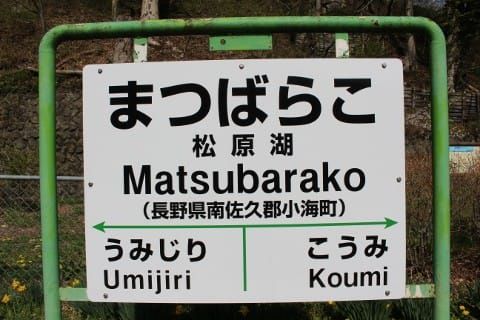 まつばらこ
松原湖
Matsubarako
(長野県南佐久郡小海町)
うみじり こうみ
Umijiri Koumi